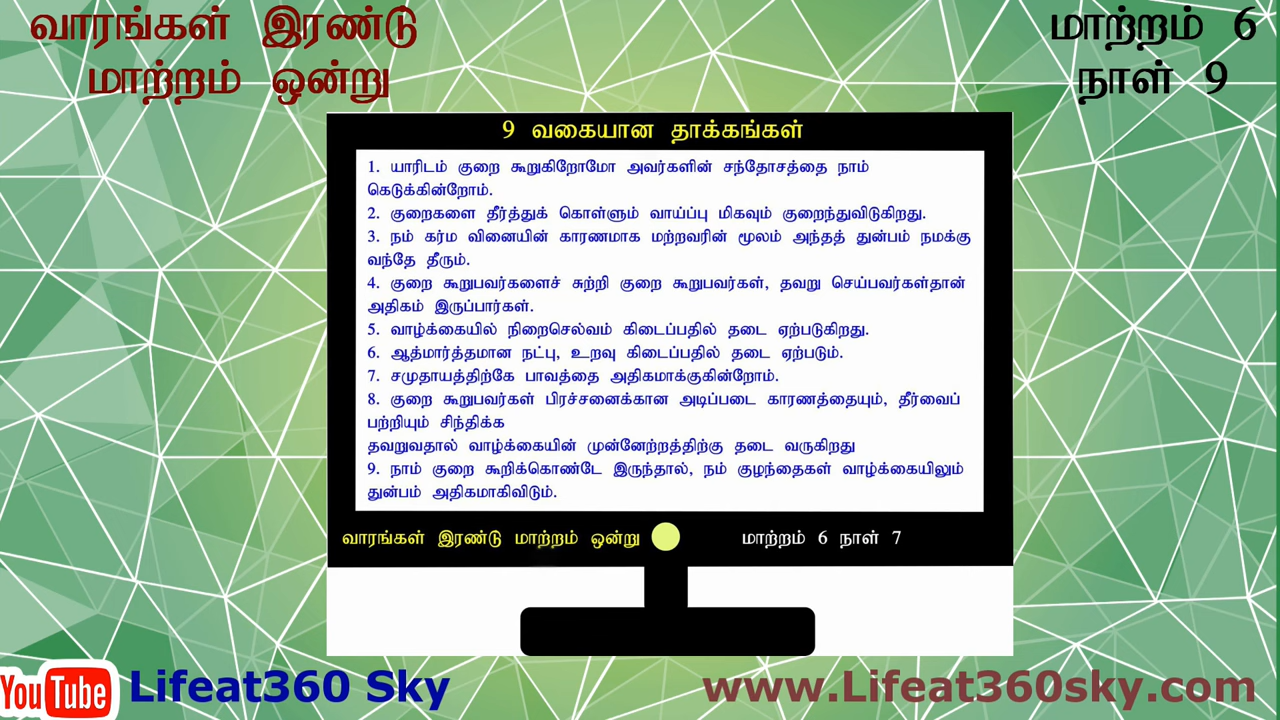 வாரங்கள் இரண்டு
மாற்றம் ஒன்று
மாற்றம் 6
நாள் 9
9 வகையான தாக்கங்கள்
1. யாரிடம் குறை கூறுகிறோமோ அவர்களின் சந்தோசத்தை நாம்
கெடுக்கின்றோம்.
2. குறைகளை தீர்த்துக் கொள்ளும் வாய்ப்பு மிகவும் குறைந்துவிடுகிறது.
3. நம் கர்ம வினையின் காரணமாக மற்றவரின் மூலம் அந்தத் துன்பம் நமக்கு
வந்தே தீரும்.
4. குறை கூறுபவர்களைச் சுற்றி குறை கூறுபவர்கள், தவறு செய்பவர்கள்தான்
அதிகம் இருப்பார்கள்.
5. வாழ்க்கையில் நிறைசெல்வம் கிடைப்பதில் தடை ஏற்படுகிறது.
6. ஆத்மார்த்தமான நட்பு, உறவு கிடைப்பதில் தடை ஏற்படும்.
7. சமுதாயத்திற்கே பாவத்தை அதிகமாக்குகின்றோம்.
8. குறை கூறுபவர்கள் பிரச்சனைக்கான அடிப்படை காரணத்தையும், தீர்வைப்
பற்றியும் சிந்திக்க
தவறுவதால் வாழ்க்கையின் முன்னேற்றத்திற்கு தடை வருகிறது
9. நாம் குறை கூறிக்கொண்டே இருந்தால், நம் குழந்தைகள் வாழ்க்கையிலும்
துன்பம் அதிகமாகிவிடும்.
வாரங்கள் இரண்டு மாற்றம் ஒன்று
மாற்றம் 6 நாள் 7
YouTube Lifeat360 Sky
www.Lifeat360sky.com